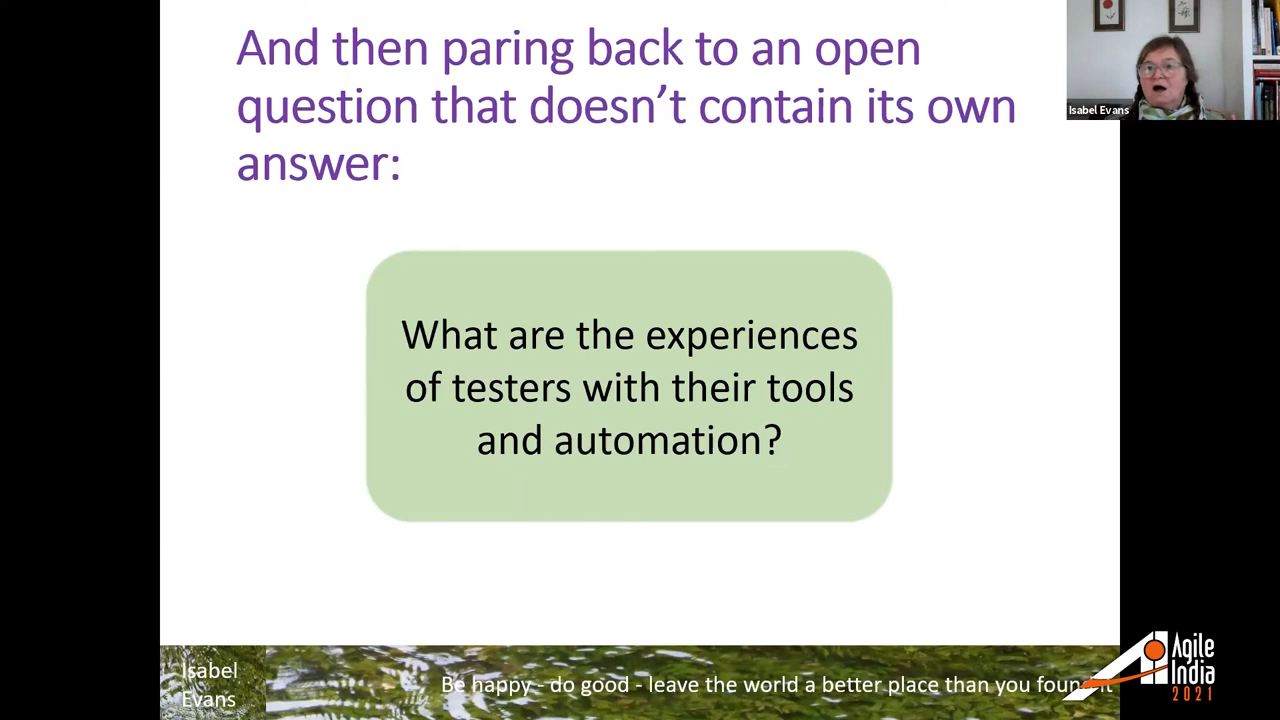 And then paring back to an open
question that doesn't contain its own
answer:
Isabel Evans
What are the experiences
of testers with their tools
and automation?
Isabel
Evans
Be happy - do good - leave the world a better place than you found it
Agile
India
2021